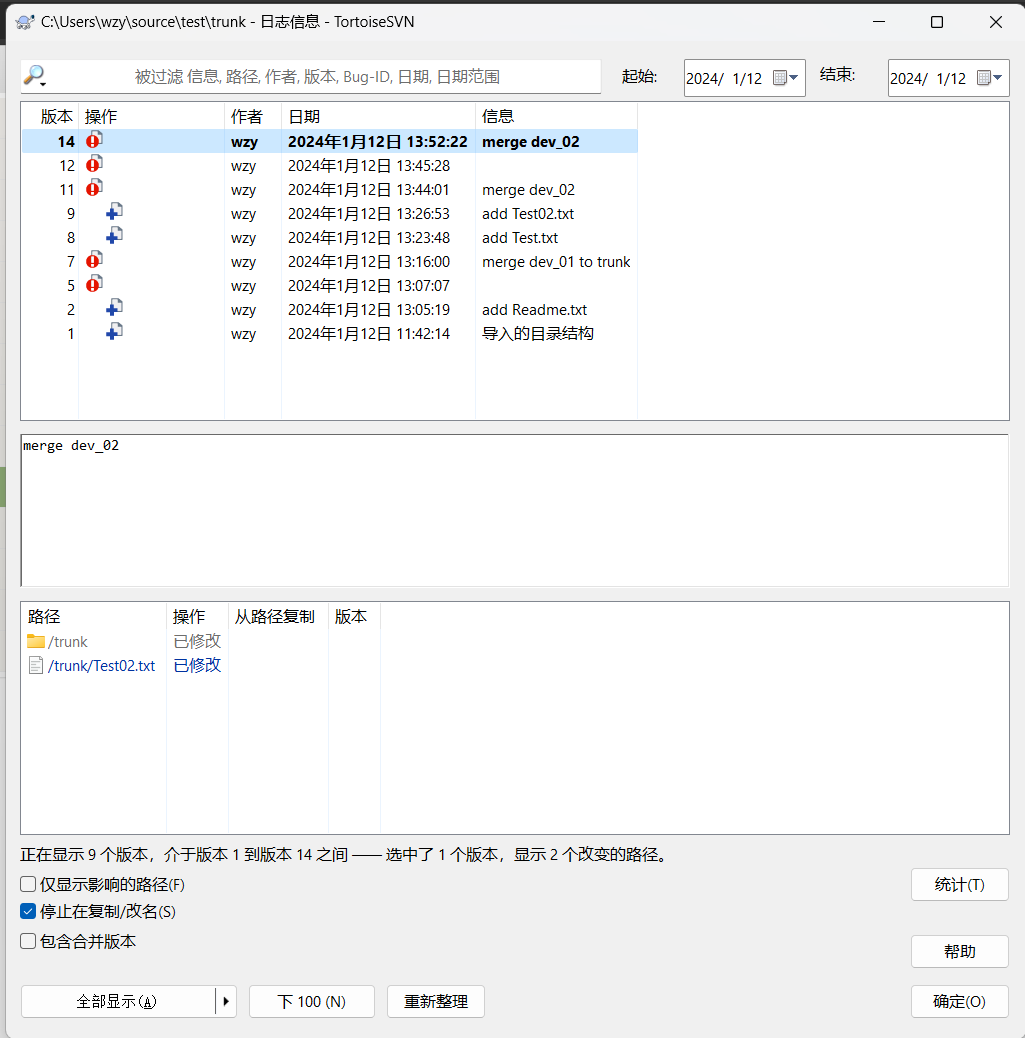 C:\Users\wzy\source\test\trunk - 日志信息 - TortoiseSVN
被过滤 信息, 路径, 作者, 版本, Bug-ID, 日期, 日期范围 起始: 2024/ 1/12 结束: 2024/ 1/12
版本 操作 作者 日期 信息
14 wzy 2024年1月12日 13:52:22 merge dev_02
12 wzy 2024年1月12日 13:45:28
11 wzy 2024年1月12日 13:44:01 merge dev_02
9 wzy 2024年1月12日 13:26:53 add Test02.txt
8 wzy 2024年1月12日 13:23:48 add Test.txt
7 wzy 2024年1月12日 13:16:00 merge dev_01 to trunk
5 wzy 2024年1月12日 13:07:07
2 wzy 2024年1月12日 13:05:19 add Readme.txt
1 wzy 2024年1月12日 11:42:14 导入的目录结构
merge dev_02
路径 操作 从路径复制 版本
/trunk 已修改
/trunk/Test02.txt 已修改
正在显示 9 个版本，介于版本 1 到版本 14 之间 —— 选中了 1 个版本，显示 2 个改变的路径。
仅显示影响的路径(F) 统计(T)
停止在复制/改名(S)
包含合并版本 帮助
全部显示(A) 下 100 (N) 重新整理 确定(O)